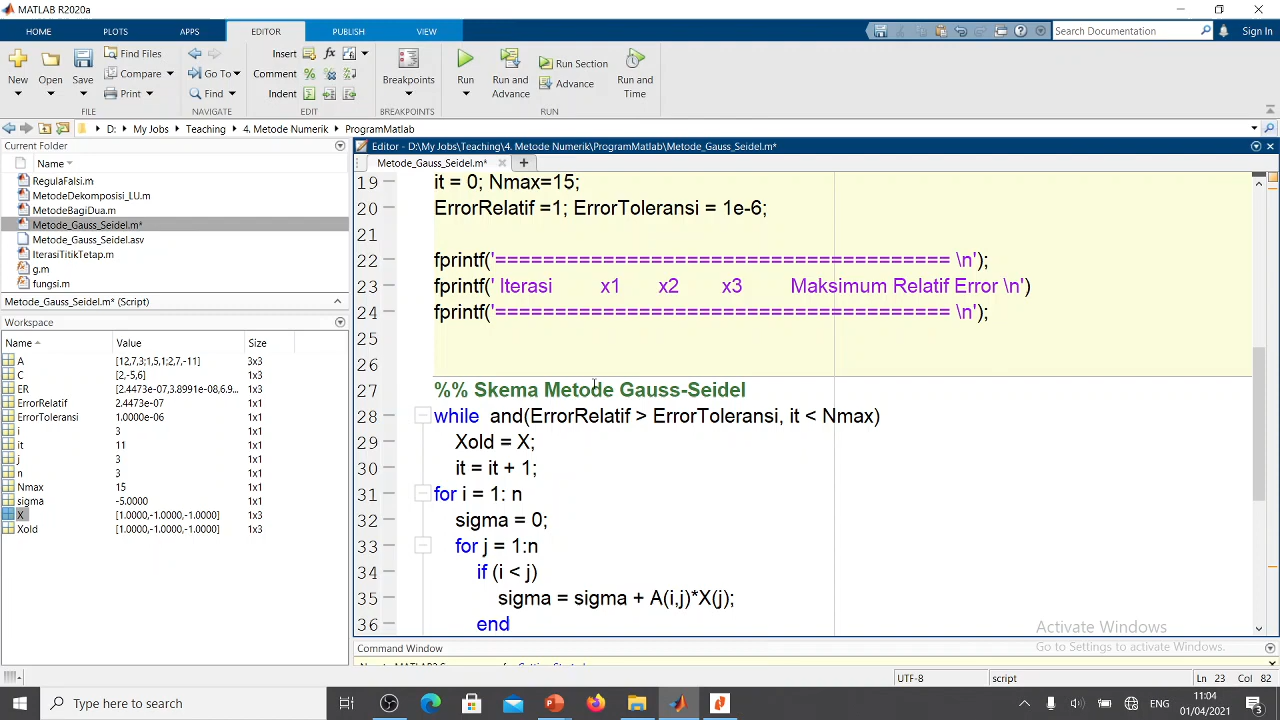 MATLAB R2020a
HOME PLOTS APPS EDITOR PUBLISH VIEW Search Documentation Sign In
New Open Save Find Files Compare Print Go To Find Insert Comment Indent Breakpoints Run Run and Advance Run Section Advance Run and Time
FILE NAVIGATE EDIT BREAKPOINTS RUN
D: My Jobs Teaching 4. Metode Numerik ProgramMatlab
Current Folder
Name
RegulaFalsi.m
MetodeDekomposisi_LU.m
MetodeBagiDua.m
Metode_Gauss_Seidel.m*
Metode_Gauss_Seidel.asv
IterasiTitikTetap.m
g.m
fungsi.m
Metode_Gauss_Seidel.m* (Script)
Workspace
Name Value Size
A [12,7,3;1,5,1;2,7,-11] 3x3
C [2,-5,6] 1x3
ER [2.4473e-07,3.8991e-08,6.9... 1x3
ErrorRelatif 2.4473e-07 1x1
ErrorToleransi 1.0000e-06 1x1
i 3 1x1
it 11 1x1
j 3 1x1
n 3 1x1
Nmax 15 1x1
sigma -5.0000 1x1
X [1.0000,-1.0000,-1.0000] 1x3
Xold [1.0000,-1.0000,-1.0000] 1x3
Editor - D:\My Jobs\Teaching\4. Metode Numerik\ProgramMatlab\Metode_Gauss_Seidel.m*
Metode_Gauss_Seidel.m*
19 it = 0; Nmax=15;
20 ErrorRelatif =1; ErrorToleransi = 1e-6;
21
22 fprintf('====================================== \n');
23 fprintf(' Iterasi x1 x2 x3 Maksimum Relatif Error \n')
24 fprintf('====================================== \n');
25
26
27 %% Skema Metode Gauss-Seidel
28 while and(ErrorRelatif > ErrorToleransi, it < Nmax)
29 Xold = X;
30 it = it + 1;
31 for i = 1: n
32 sigma = 0;
33 for j = 1:n
34 if (i < j)
35 sigma = sigma + A(i,j)*X(j);
36 end
Activate Windows
Go to Settings to activate Windows.
Command Window
UTF-8 script Ln 23 Col 82
Type here to search
ENG
11:04
01/04/2021